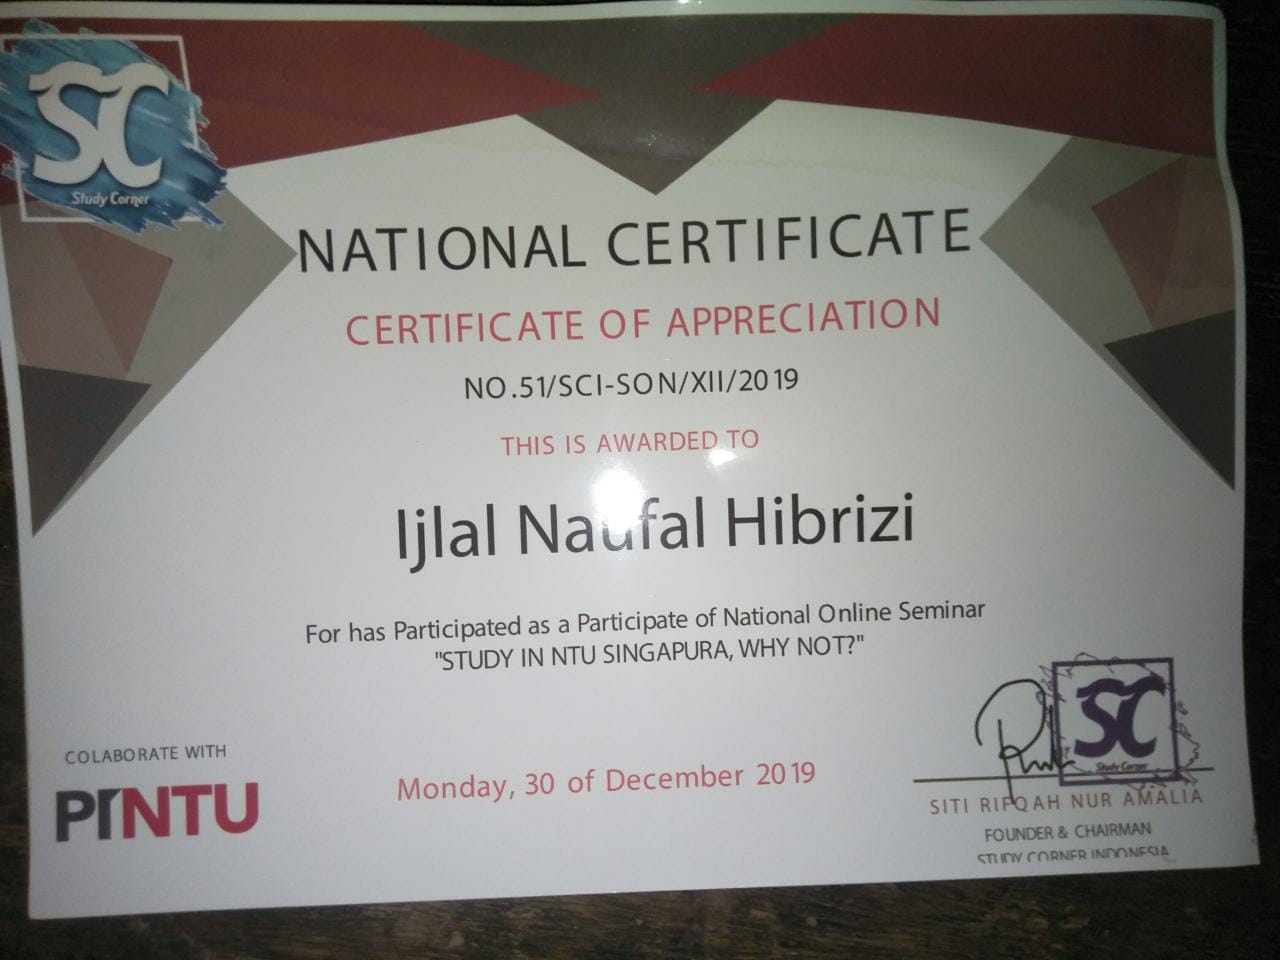 SC
Study Corner
NATIONAL CERTIFICATE
CERTIFICATE OF APPRECIATION
NO.51/SCI-SON/XII/2019
THIS IS AWARDED TO
Ijlal Naufal Hibrizi
For has Participated as a Participate of National Online Seminar
"STUDY IN NTU SINGAPURA, WHY NOT?"
COLABORATE WITH
PINTU
Monday, 30 of December 2019
SC
Study Corner
SITI RIFQAH NUR AMALIA
FOUNDER & CHAIRMAN
STUDY CORNER INDONESIA